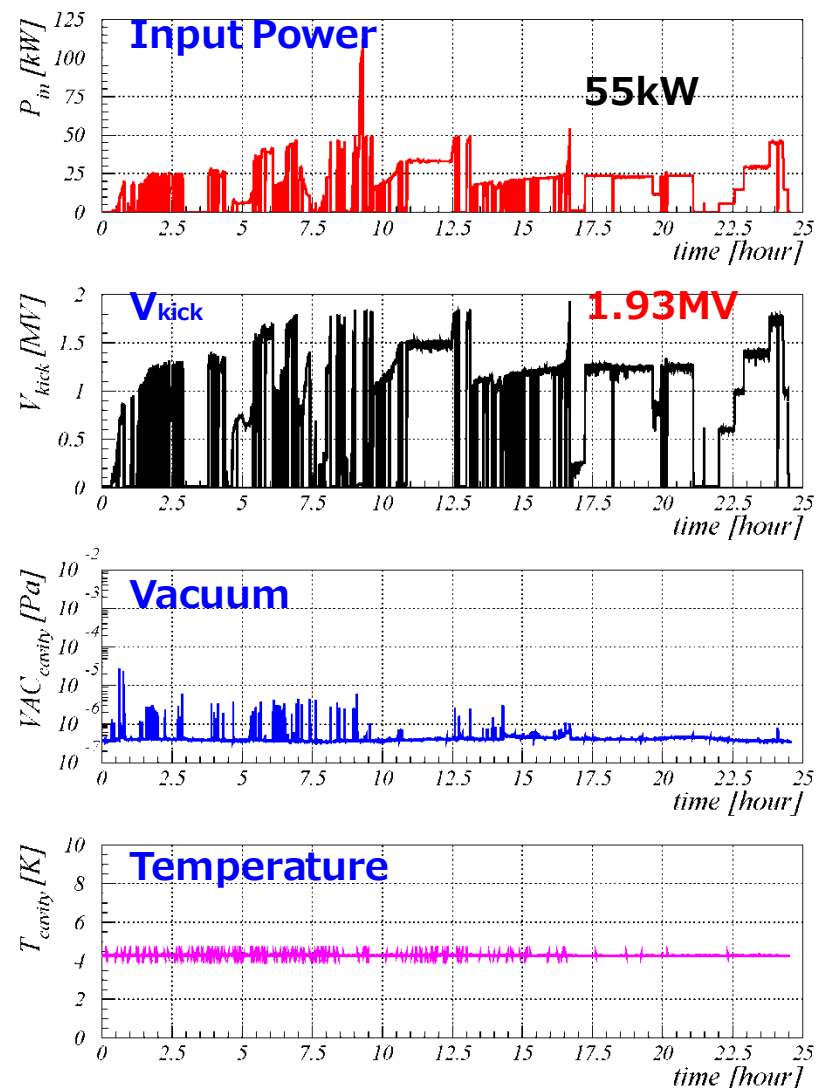 Input Power
55kW
P_in [kW]
125
100
75
50
25
0
0 2.5 5 7.5 10 12.5 15 17.5 20 22.5 25
time [hour]
V_kick
1.93MV
V_kick [MV]
2
1.5
1
0.5
0
0 2.5 5 7.5 10 12.5 15 17.5 20 22.5 25
time [hour]
Vacuum
VAC_cavity [Pa]
10^-2
10^-3
10^-4
10^-5
10^-6
10^-7
10
0 2.5 5 7.5 10 12.5 15 17.5 20 22.5 25
time [hour]
Temperature
T_cavity [K]
10
8
6
4
2
0
0 2.5 5 7.5 10 12.5 15 17.5 20 22.5 25
time [hour]